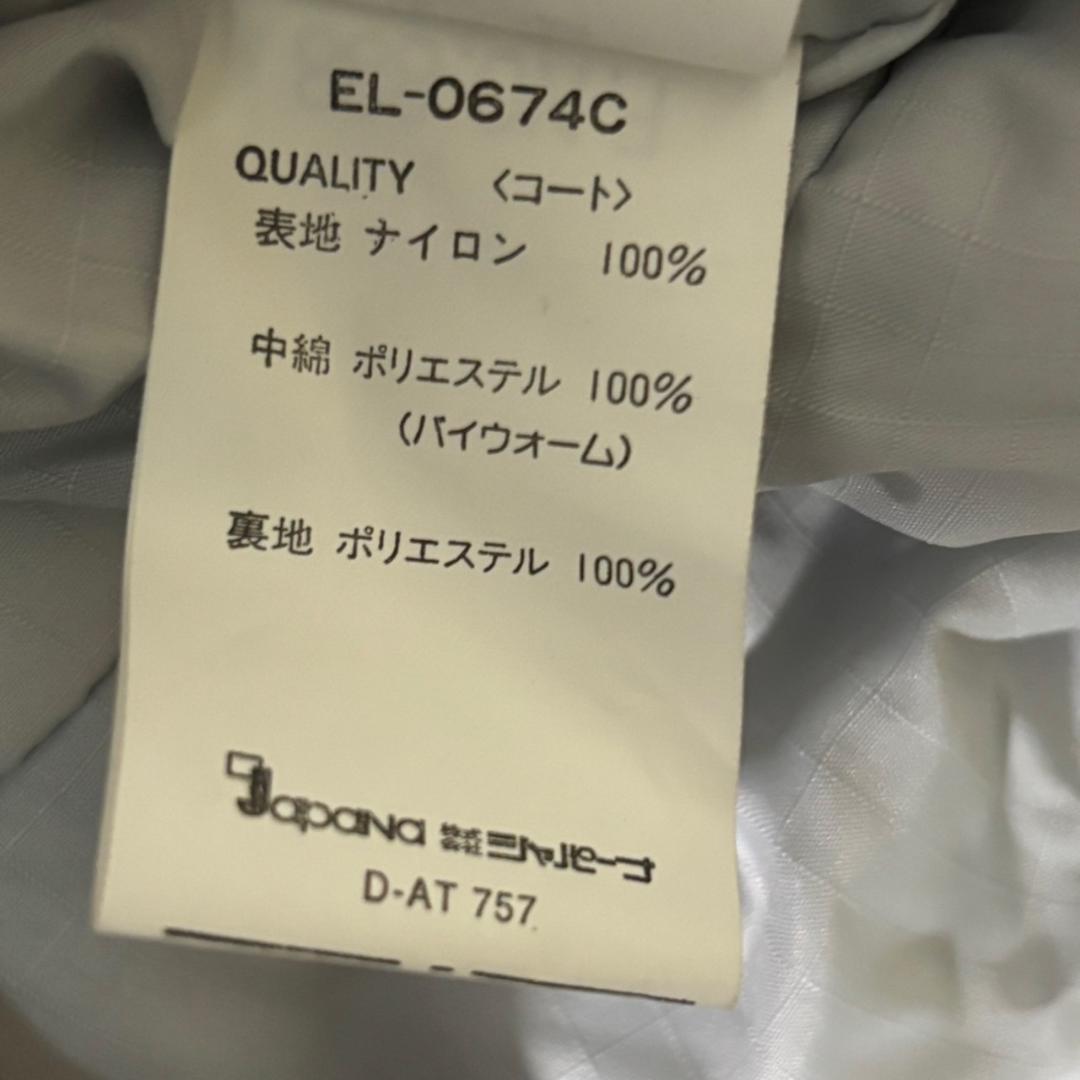 EL-0674C
QUALITY 〈コート〉
表地 ナイロン 100%
中綿 ポリエステル 100%
(バイウォーム)
裏地 ポリエステル 100%
Japana 株式会社ジャパーナ
D-AT 757